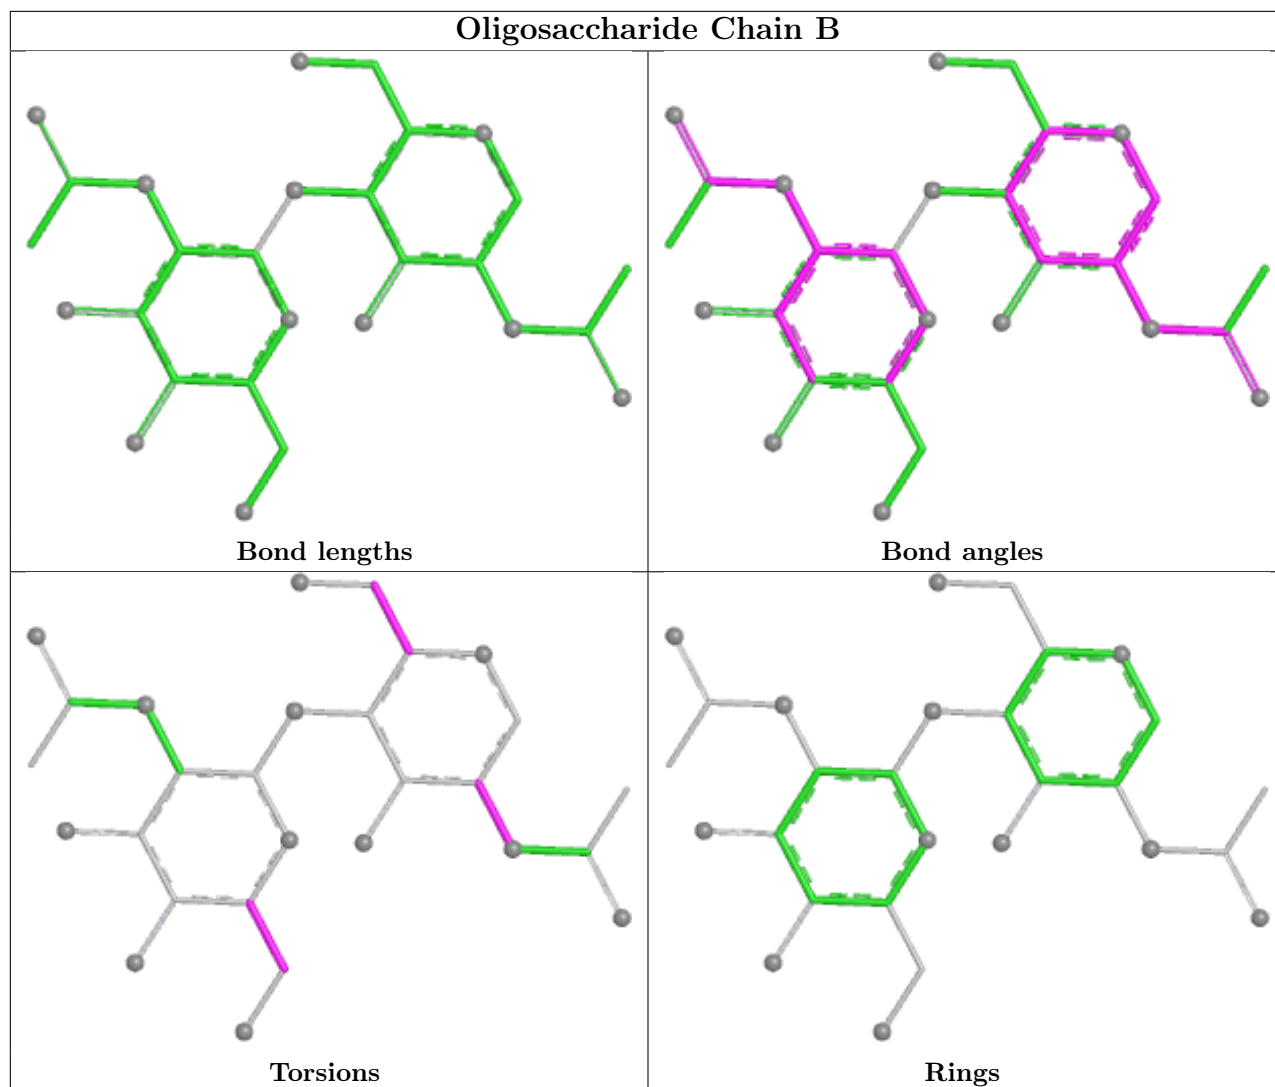 Oligosaccharide Chain B
Bond lengths
Bond angles
Torsions
Rings